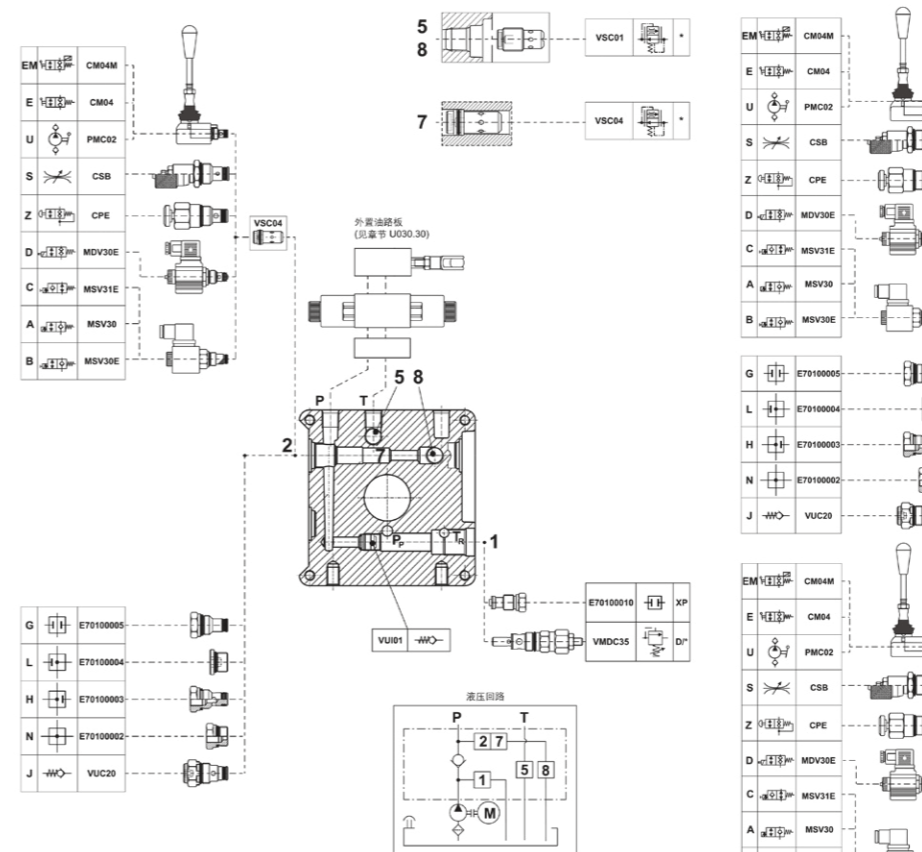 EM CM04M
E CM04
U PMC02
S CSB
Z CPE
D MDV30E
C MSV31E
A MSV30
B MSV30E
VSC04
5
8
VSC01 *
7
VSC04 *
外置油路板
(见章节 U030.30)
P T 5 8
2
7
PP TR 1
VUI01
E70100010 XP
VMDC35 D/*
G E70100005
L E70100004
H E70100003
N E70100002
J VUC20
液压回路
P T
2 7
1 5 8
M
EM CM04M
E CM04
U PMC02
S CSB
Z CPE
D MDV30E
C MSV31E
A MSV30
B MSV30E
G E70100005
L E70100004
H E70100003
N E70100002
J VUC20
EM CM04M
E CM04
U PMC02
S CSB
Z CPE
D MDV30E
C MSV31E
A MSV30